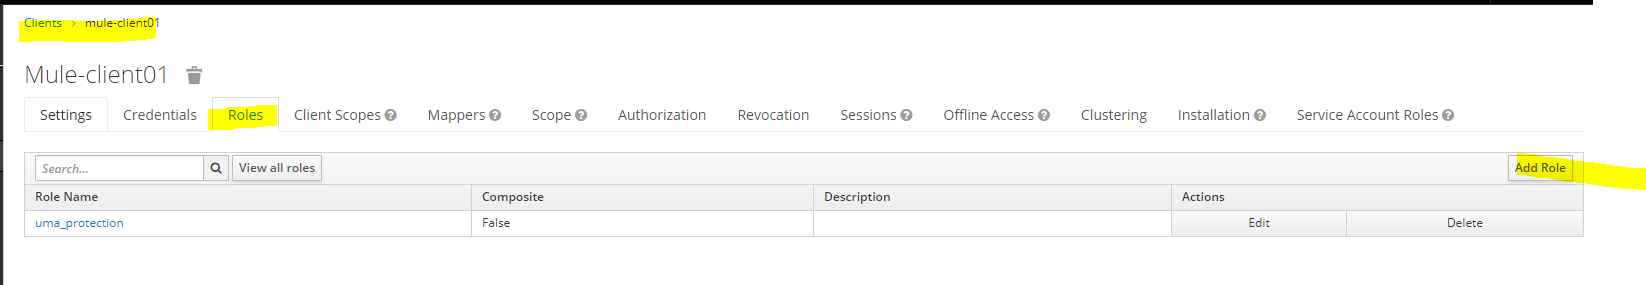 Clients > mule-client01
Mule-client01
Settings Credentials Roles Client Scopes ? Mappers ? Scope ? Authorization Revocation Sessions ? Offline Access ? Clustering Installation ? Service Account Roles ?
Search... View all roles Add Role
Role Name Composite Description Actions
uma_protection False Edit Delete